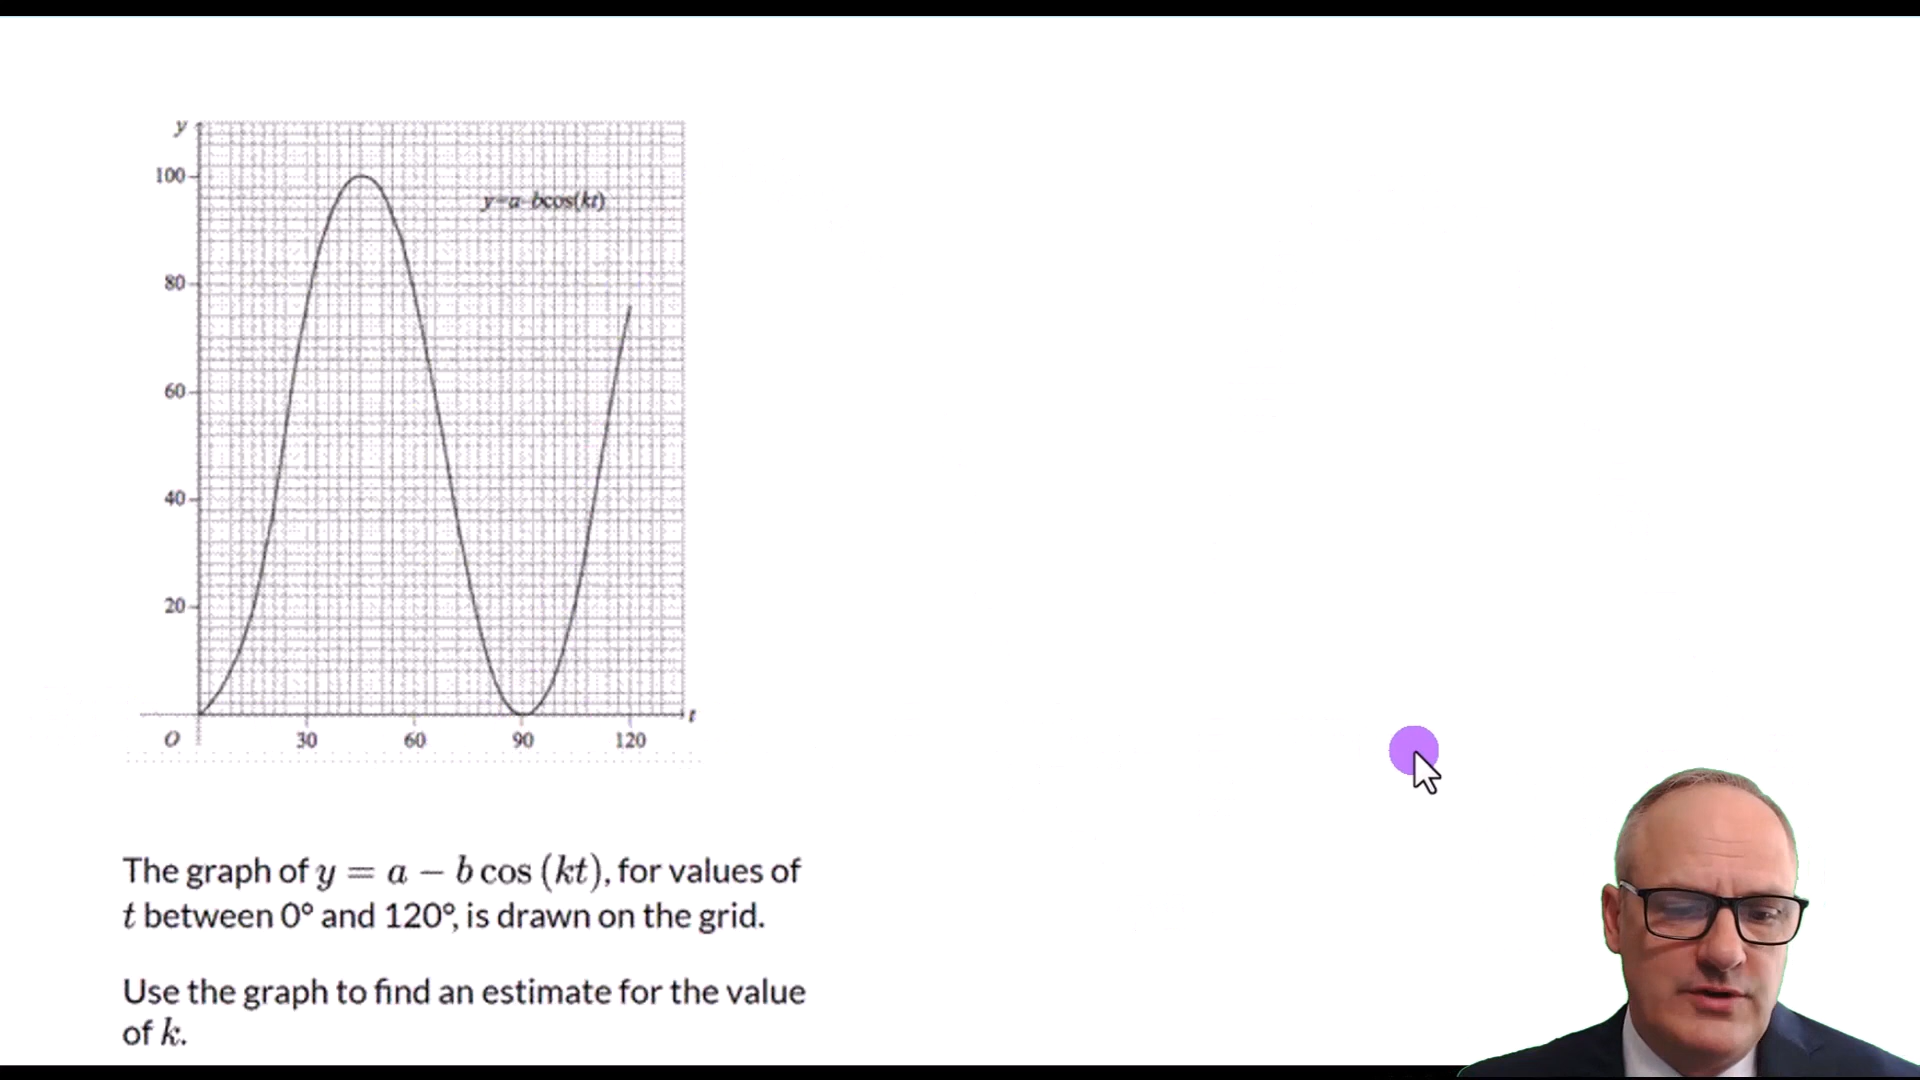 y
100
y=a-bcos(kt)
80
60
40
20
t
O 30 60 90 120
The graph of y = a − b cos (kt), for values of
t between 0° and 120°, is drawn on the grid.
Use the graph to find an estimate for the value
of k.